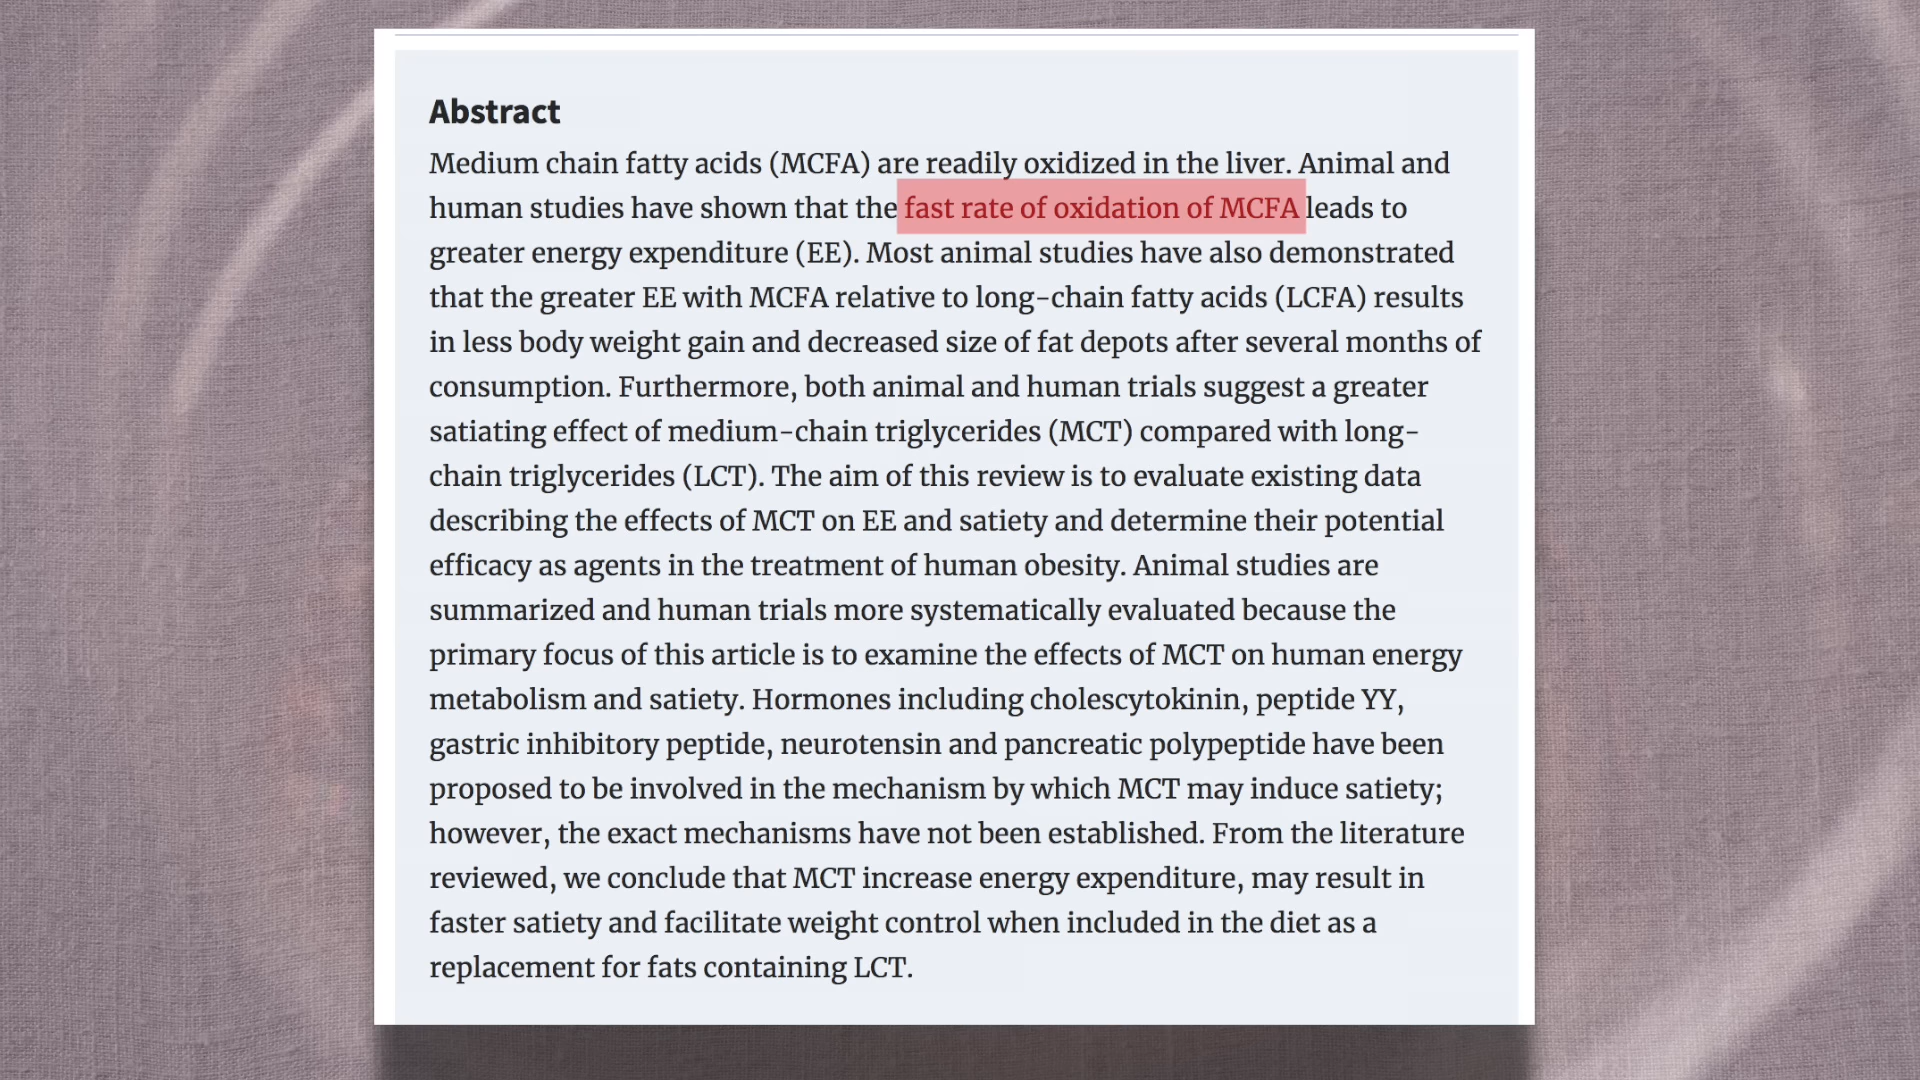 Abstract
Medium chain fatty acids (MCFA) are readily oxidized in the liver. Animal and
human studies have shown that the fast rate of oxidation of MCFA leads to
greater energy expenditure (EE). Most animal studies have also demonstrated
that the greater EE with MCFA relative to long-chain fatty acids (LCFA) results
in less body weight gain and decreased size of fat depots after several months of
consumption. Furthermore, both animal and human trials suggest a greater
satiating effect of medium-chain triglycerides (MCT) compared with long-
chain triglycerides (LCT). The aim of this review is to evaluate existing data
describing the effects of MCT on EE and satiety and determine their potential
efficacy as agents in the treatment of human obesity. Animal studies are
summarized and human trials more systematically evaluated because the
primary focus of this article is to examine the effects of MCT on human energy
metabolism and satiety. Hormones including cholescytokinin, peptide YY,
gastric inhibitory peptide, neurotensin and pancreatic polypeptide have been
proposed to be involved in the mechanism by which MCT may induce satiety;
however, the exact mechanisms have not been established. From the literature
reviewed, we conclude that MCT increase energy expenditure, may result in
faster satiety and facilitate weight control when included in the diet as a
replacement for fats containing LCT.